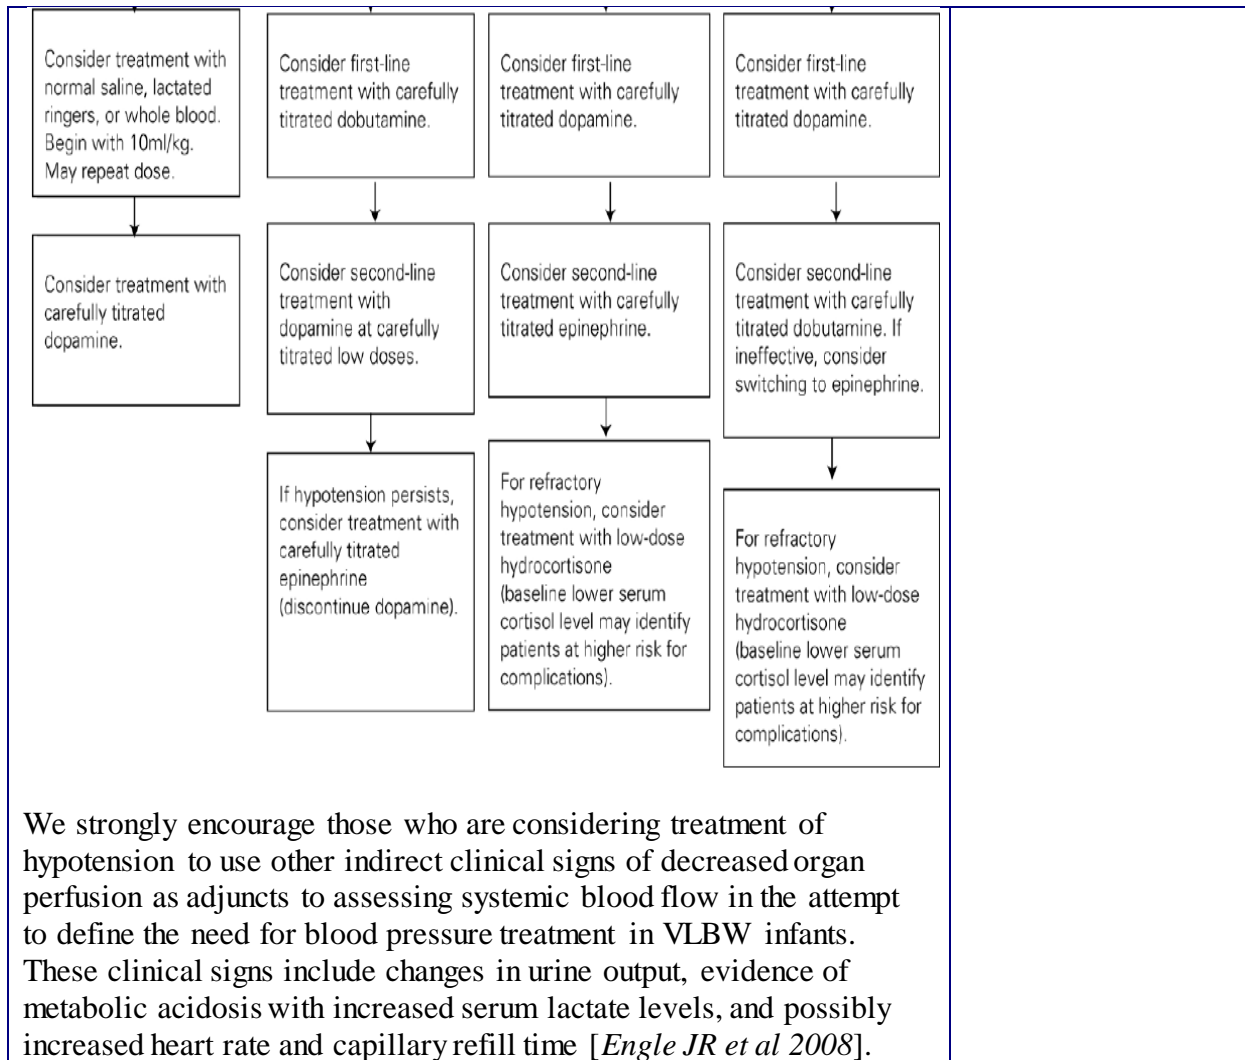 Consider treatment with
normal saline, lactated
ringers, or whole blood.
Begin with 10ml/kg.
May repeat dose.
Consider treatment with
carefully titrated
dopamine.
Consider first-line
treatment with carefully
titrated dobutamine.
Consider second-line
treatment with
dopamine at carefully
titrated low doses.
If hypotension persists,
consider treatment with
carefully titrated
epinephrine
(discontinue dopamine).
Consider first-line
treatment with carefully
titrated dopamine.
Consider second-line
treatment with carefully
titrated epinephrine.
For refractory
hypotension, consider
treatment with low-dose
hydrocortisone
(baseline lower serum
cortisol level may identify
patients at higher risk for
complications).
Consider first-line
treatment with carefully
titrated dopamine.
Consider second-line
treatment with carefully
titrated dobutamine. If
ineffective, consider
switching to epinephrine.
For refractory
hypotension, consider
treatment with low-dose
hydrocortisone
(baseline lower serum
cortisol level may identify
patients at higher risk for
complications).
We strongly encourage those who are considering treatment of
hypotension to use other indirect clinical signs of decreased organ
perfusion as adjuncts to assessing systemic blood flow in the attempt
to define the need for blood pressure treatment in VLBW infants.
These clinical signs include changes in urine output, evidence of
metabolic acidosis with increased serum lactate levels, and possibly
increased heart rate and capillary refill time [Engle JR et al 2008].